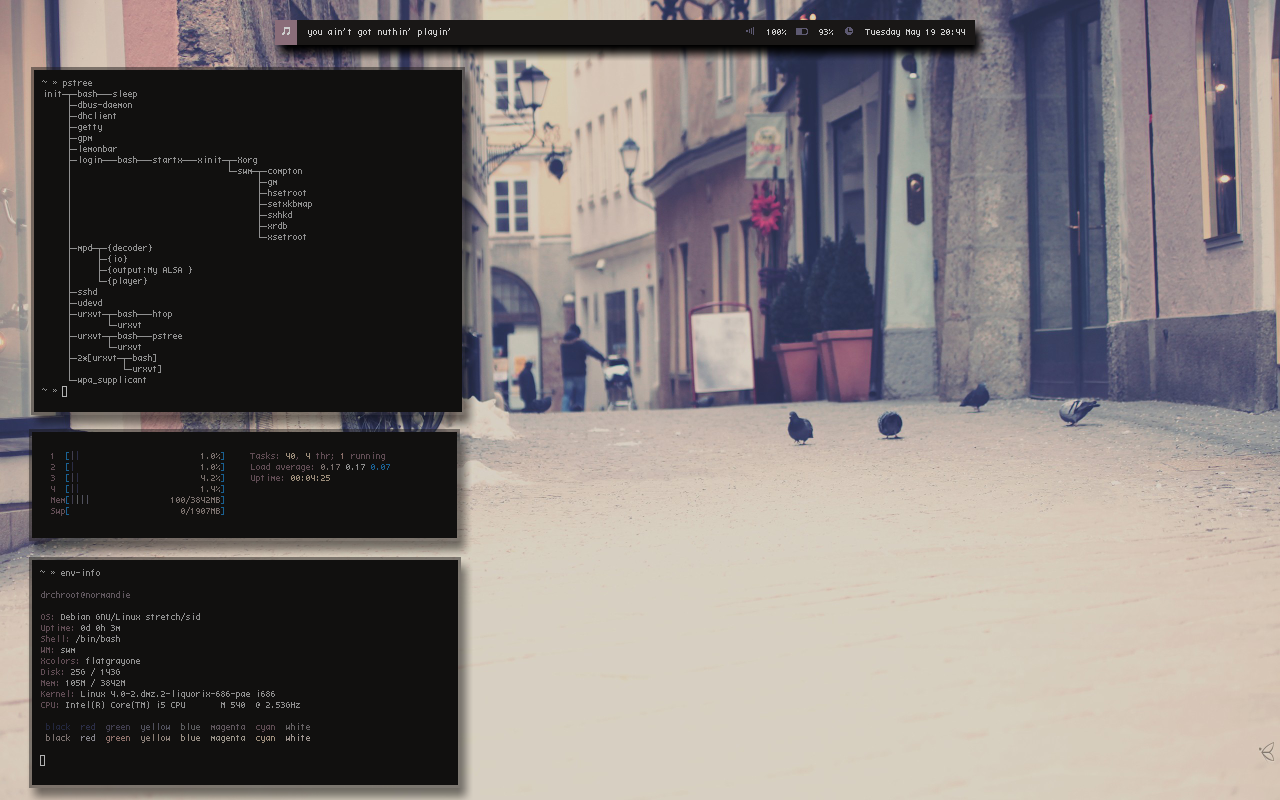 you ain't got nuthin' playin' 100% 93% Tuesday May 19 20:44
~ » pstree
init─┬─bash───sleep
├─dbus-daemon
├─dhclient
├─getty
├─gpm
├─lemonbar
├─login───bash───startx───xinit─┬─Xorg
└─swm─┬─compton
├─gm
├─hsetroot
├─setxkbmap
├─sxhkd
├─xrdb
└─xsetroot
├─mpd─┬─{decoder}
├─{io}
├─{output:My ALSA }
└─{player}
├─sshd
├─udevd
├─urxvt─┬─bash───htop
└─urxvt
├─urxvt─┬─bash───pstree
└─urxvt
├─2*[urxvt─┬─bash]
└─urxvt]
└─wpa_supplicant
~ »
1 [|| 1.0%] Tasks: 40, 4 thr; 1 running
2 [| 1.0%] Load average: 0.17 0.17 0.07
3 [|| 4.2%] Uptime: 00:04:25
4 [|| 1.4%]
Mem[|||| 100/3842MB]
Swp[ 0/1907MB]
~ » env-info
drchroot@normandie
OS: Debian GNU/Linux stretch/sid
Uptime: 0d 0h 3m
Shell: /bin/bash
WM: swm
Xcolors: flatgrayone
Disk: 25G / 143G
Mem: 105M / 3842M
Kernel: Linux 4.0-2.dmz.2-liquorix-686-pae i686
CPU: Intel(R) Core(TM) i5 CPU M 540 @ 2.53GHz
black red green yellow blue magenta cyan white
black red green yellow blue magenta cyan white